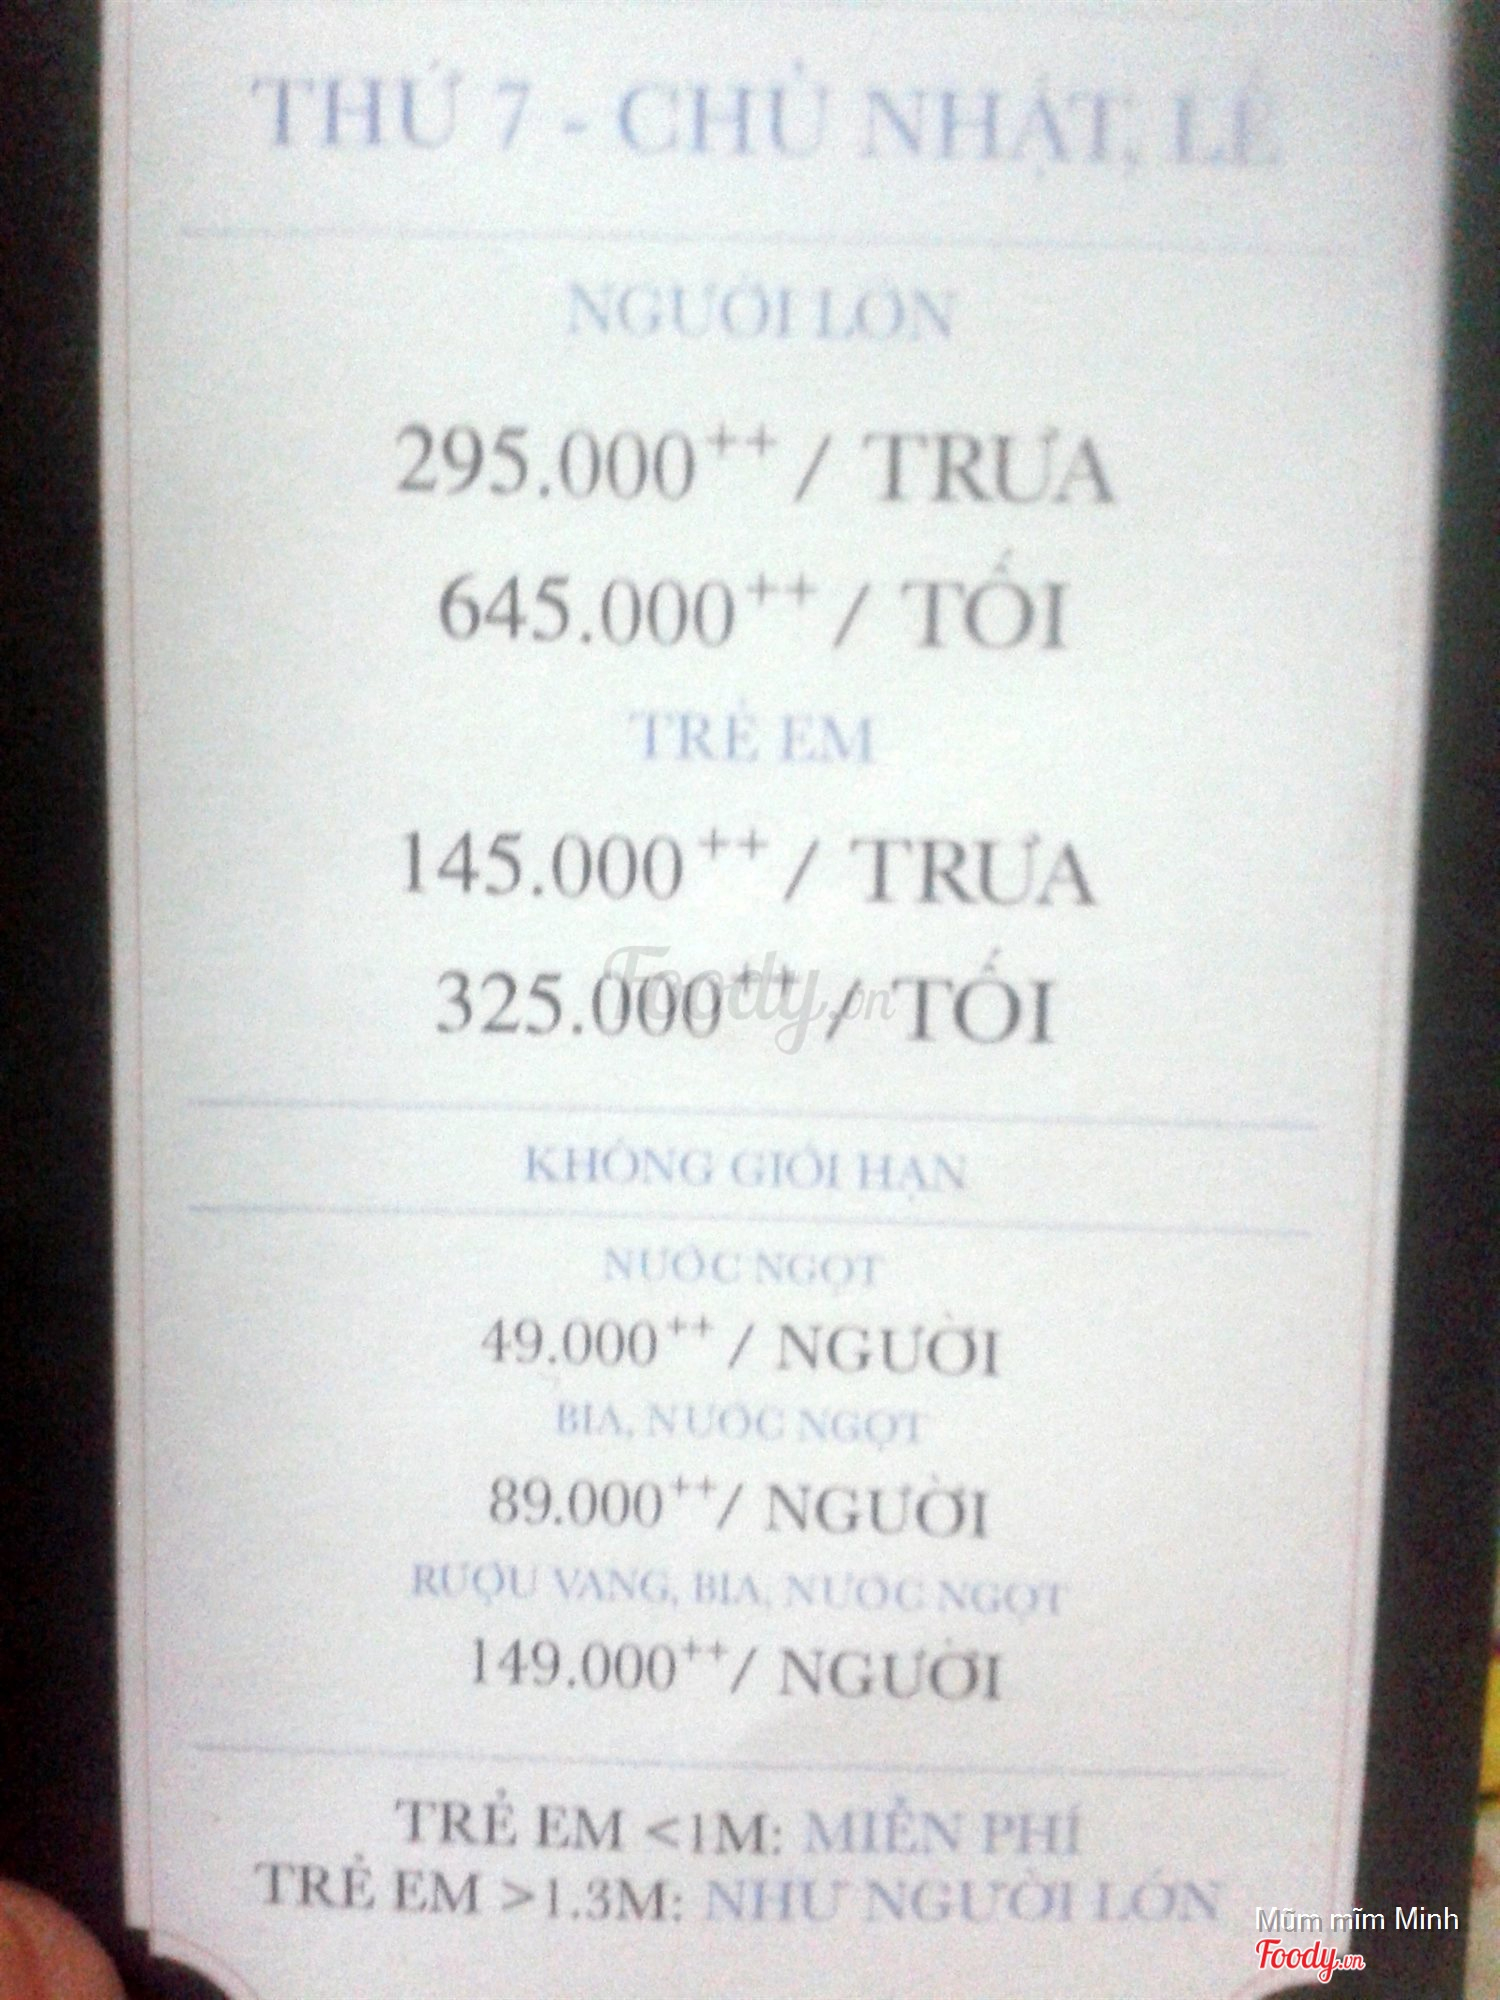 THỨ 7 - CHỦ NHẬT, LỄ
NGƯỜI LỚN
295.000++ / TRƯA
645.000++ / TỐI
TRẺ EM
145.000++ / TRƯA
325.000++ / TỐI
Foody.vn
KHÔNG GIỚI HẠN
NƯỚC NGỌT
49.000++ / NGƯỜI
BIA, NƯỚC NGỌT
89.000++ / NGƯỜI
RƯỢU VANG, BIA, NƯỚC NGỌT
149.000++ / NGƯỜI
TRẺ EM <1M: MIỄN PHÍ
TRẺ EM >1.3M: NHƯ NGƯỜI LỚN
Mũm mĩm Minh
Foody.vn